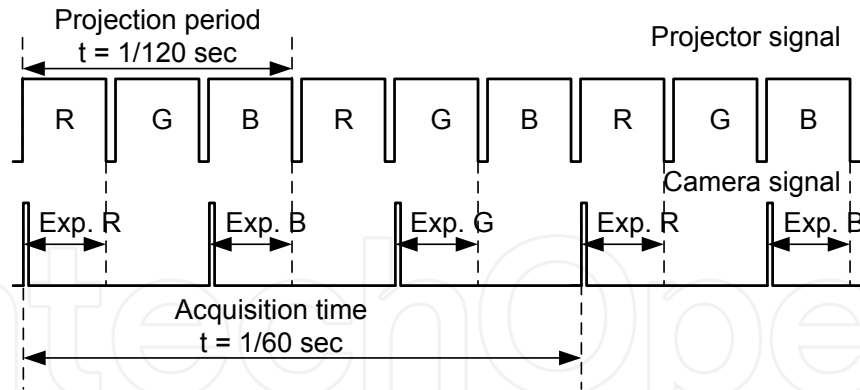 Projection period
t = 1/120 sec
Projector signal
R G B R G B R G B
Camera signal
Exp. R Exp. B Exp. G Exp. R Exp. B
Acquisition time
t = 1/60 sec
ntechOpe